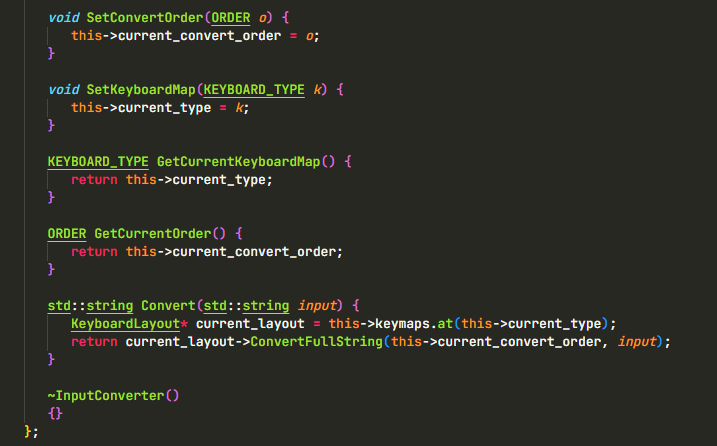 void SetConvertOrder(ORDER o) {
this->current_convert_order = o;
}
void SetKeyboardMap(KEYBOARD_TYPE k) {
this->current_type = k;
}
KEYBOARD_TYPE GetCurrentKeyboardMap() {
return this->current_type;
}
ORDER GetCurrentOrder() {
return this->current_convert_order;
}
std::string Convert(std::string input) {
KeyboardLayout* current_layout = this->keymaps.at(this->current_type);
return current_layout->ConvertFullString(this->current_convert_order, input);
}
~InputConverter()
{}
};